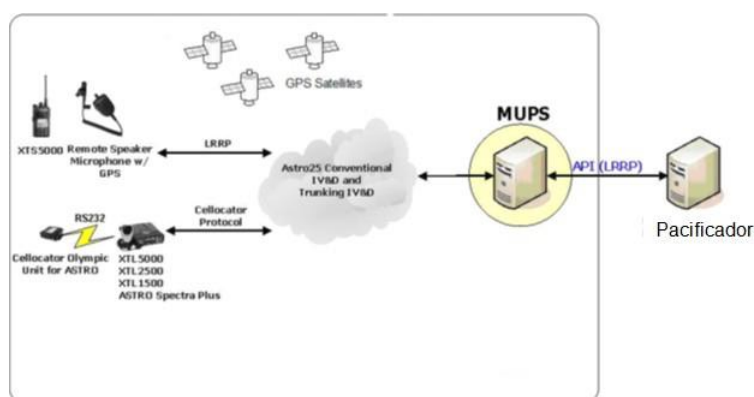 GPS Satellites
XTS5000
Remote Speaker
Microphone w/
GPS
LRRP
Astro25 Conventional
IV&D and
Trunking IV&D
MUPS
API (LRRP)
Pacificador
RS232
Cellocator
Protocol
Cellocator Olympic
Unit for ASTRO
XTL5000
XTL2500
XTL1500
ASTRO Spectra Plus